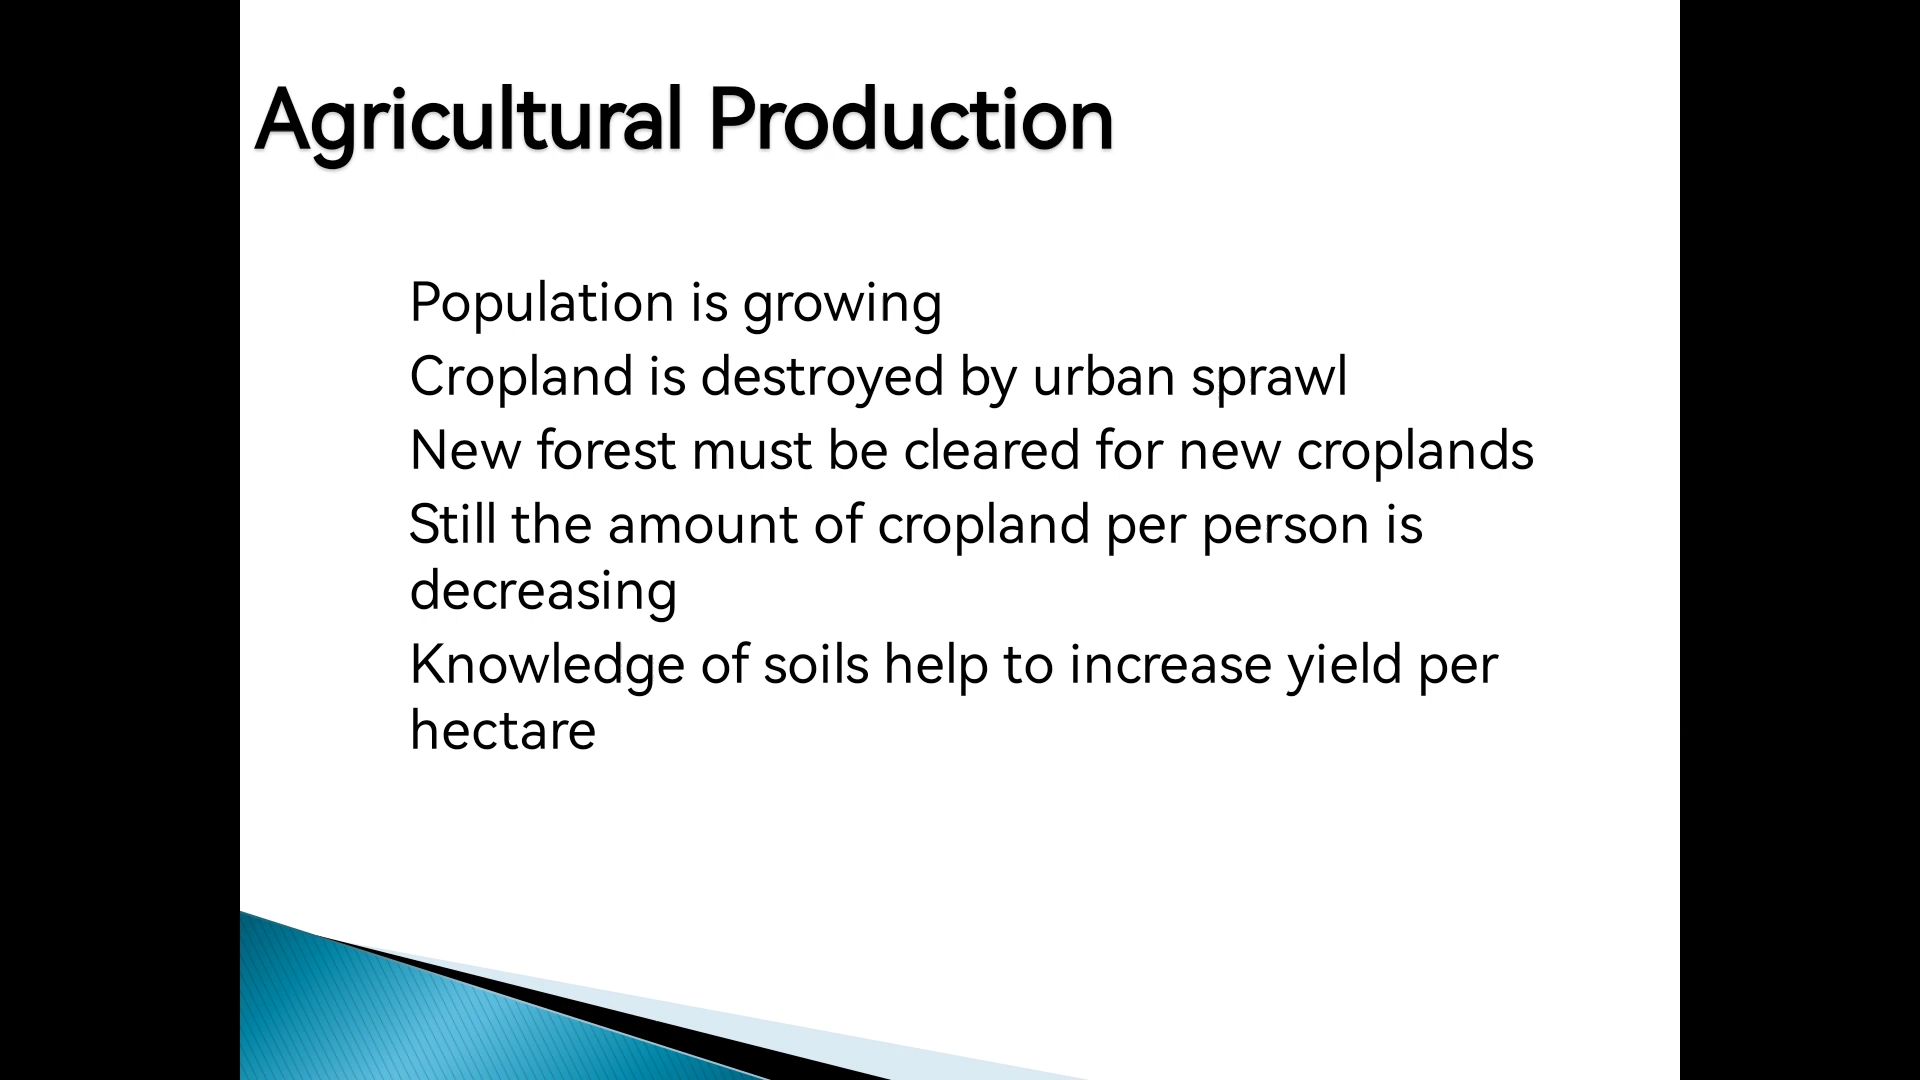 Agricultural Production
Population is growing
Cropland is destroyed by urban sprawl
New forest must be cleared for new croplands
Still the amount of cropland per person is
decreasing
Knowledge of soils help to increase yield per
hectare